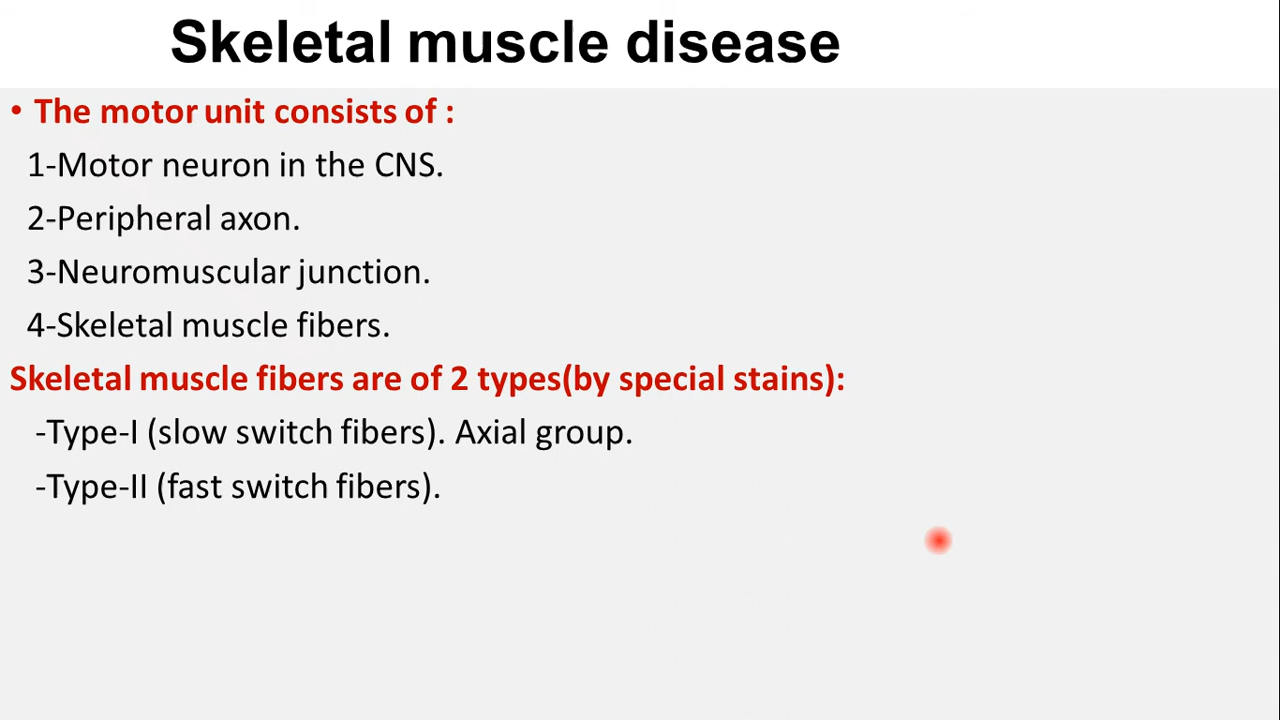 Skeletal muscle disease
• The motor unit consists of :
1-Motor neuron in the CNS.
2-Peripheral axon.
3-Neuromuscular junction.
4-Skeletal muscle fibers.
Skeletal muscle fibers are of 2 types(by special stains):
-Type-I (slow switch fibers). Axial group.
-Type-II (fast switch fibers).